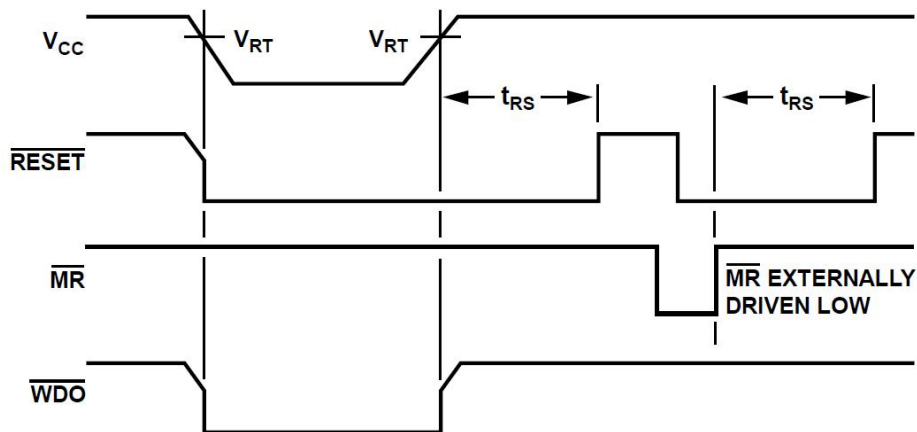 VCC
VRT
VRT
tRS
tRS
RESET
MR
MR EXTERNALLY
DRIVEN LOW
WDO